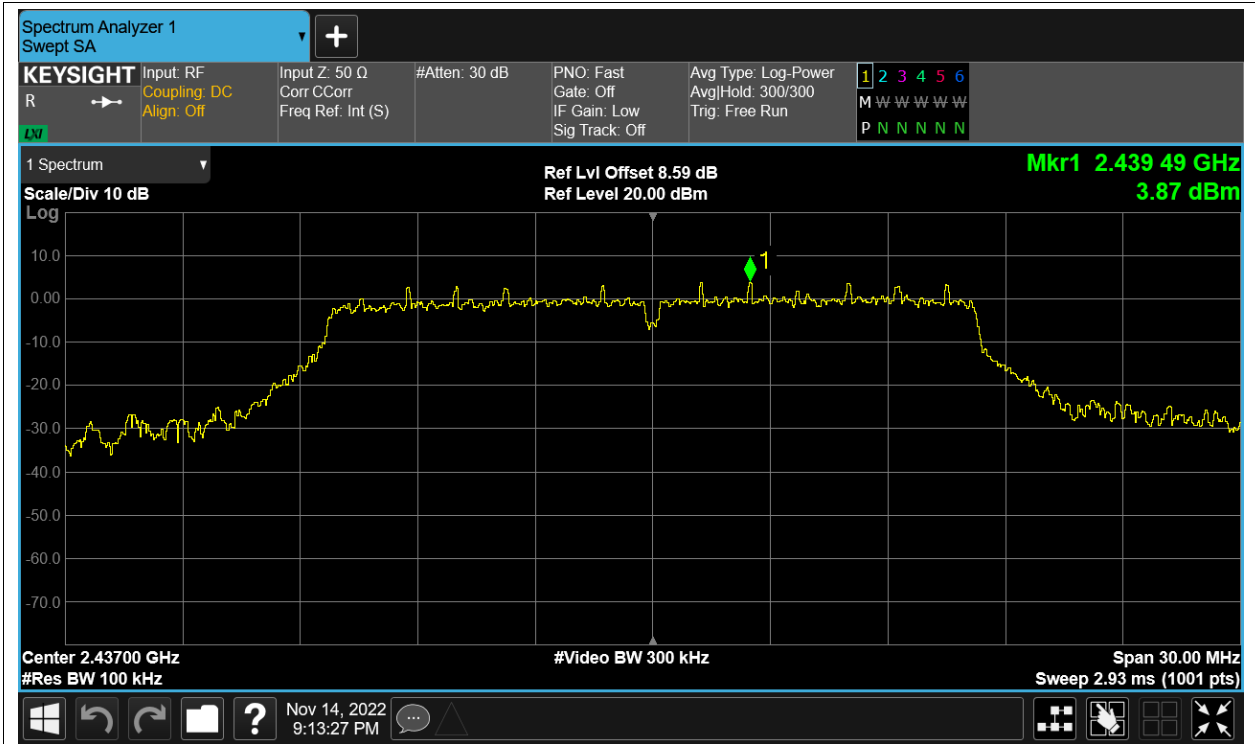 Spectrum Analyzer 1
Swept SA
KEYSIGHT
R
LXI
Input: RF
Coupling: DC
Align: Off
Input Z: 50 Ω
Corr CCorr
Freq Ref: Int (S)
#Atten: 30 dB
PNO: Fast
Gate: Off
IF Gain: Low
Sig Track: Off
Avg Type: Log-Power
Avg|Hold: 300/300
Trig: Free Run
1 2 3 4 5 6
M W W W W W
P N N N N N
1 Spectrum
Scale/Div 10 dB
Ref Lvl Offset 8.59 dB
Ref Level 20.00 dBm
Mkr1 2.439 49 GHz
3.87 dBm
Log
1
10.0
0.00
-10.0
-20.0
-30.0
-40.0
-50.0
-60.0
-70.0
Center 2.43700 GHz
#Res BW 100 kHz
#Video BW 300 kHz
Span 30.00 MHz
Sweep 2.93 ms (1001 pts)
?
Nov 14, 2022
9:13:27 PM